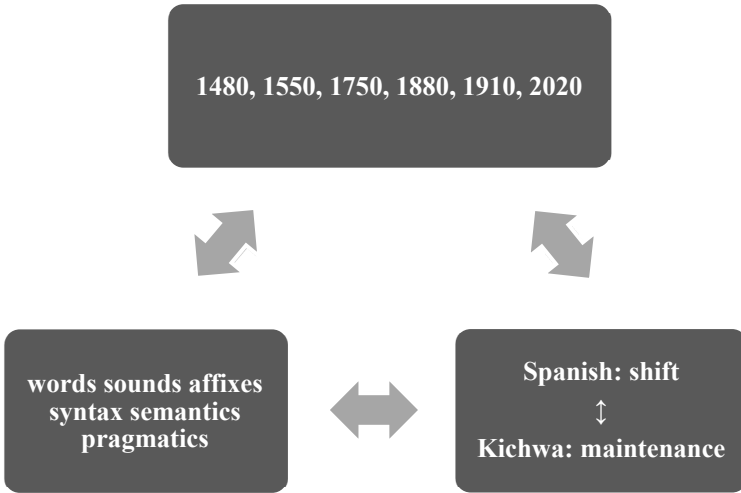 1480, 1550, 1750, 1880, 1910, 2020
words sounds affixes
syntax semantics
pragmatics
Spanish: shift
↕
Kichwa: maintenance